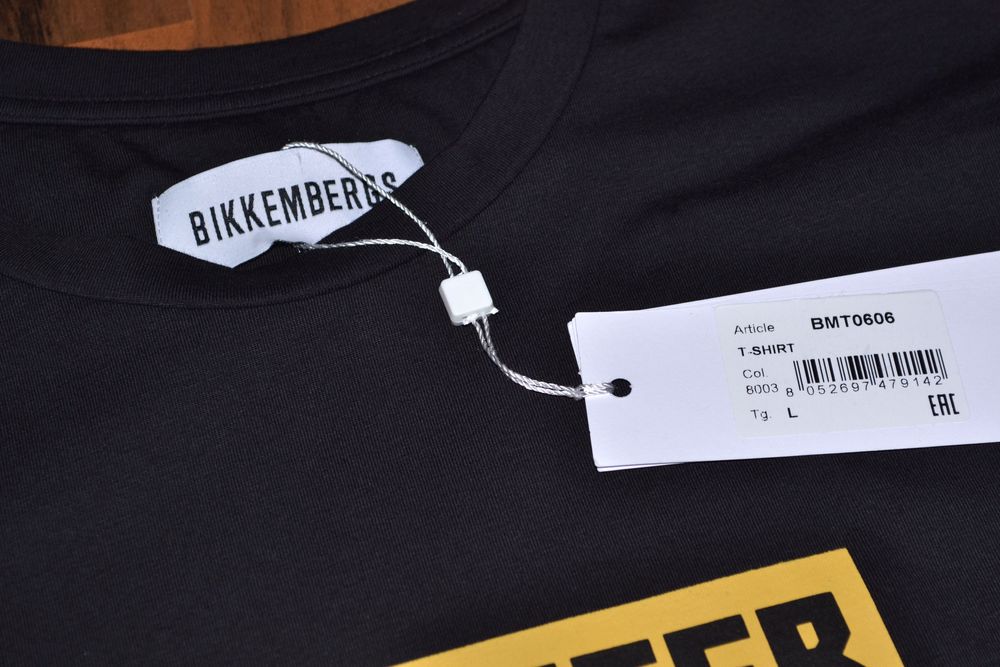 BIKKEMBERGS
Article BMT0606
T-SHIRT
Col.
8003
8 052697 479142
Tg. L
EAC